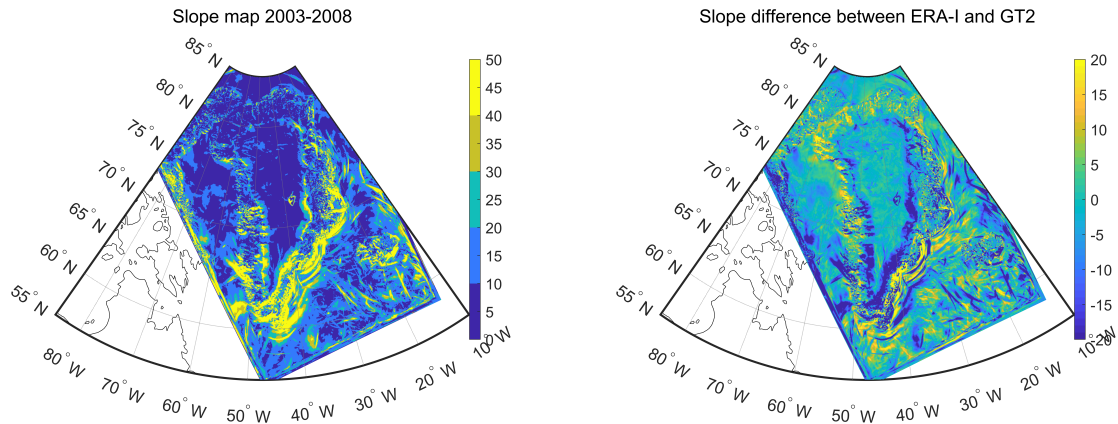 Slope map 2003-2008
85° N
80° N
75° N
70° N
65° N
60° N
55° N
80° W
70° W
60° W
50° W
40° W
30° W
20° W
10° W
50
45
40
35
30
25
20
15
10
5
0
Slope difference between ERA-I and GT2
85° N
80° N
75° N
70° N
65° N
60° N
55° N
80° W
70° W
60° W
50° W
40° W
30° W
20° W
10° W
20
15
10
5
0
-5
-10
-15
-20